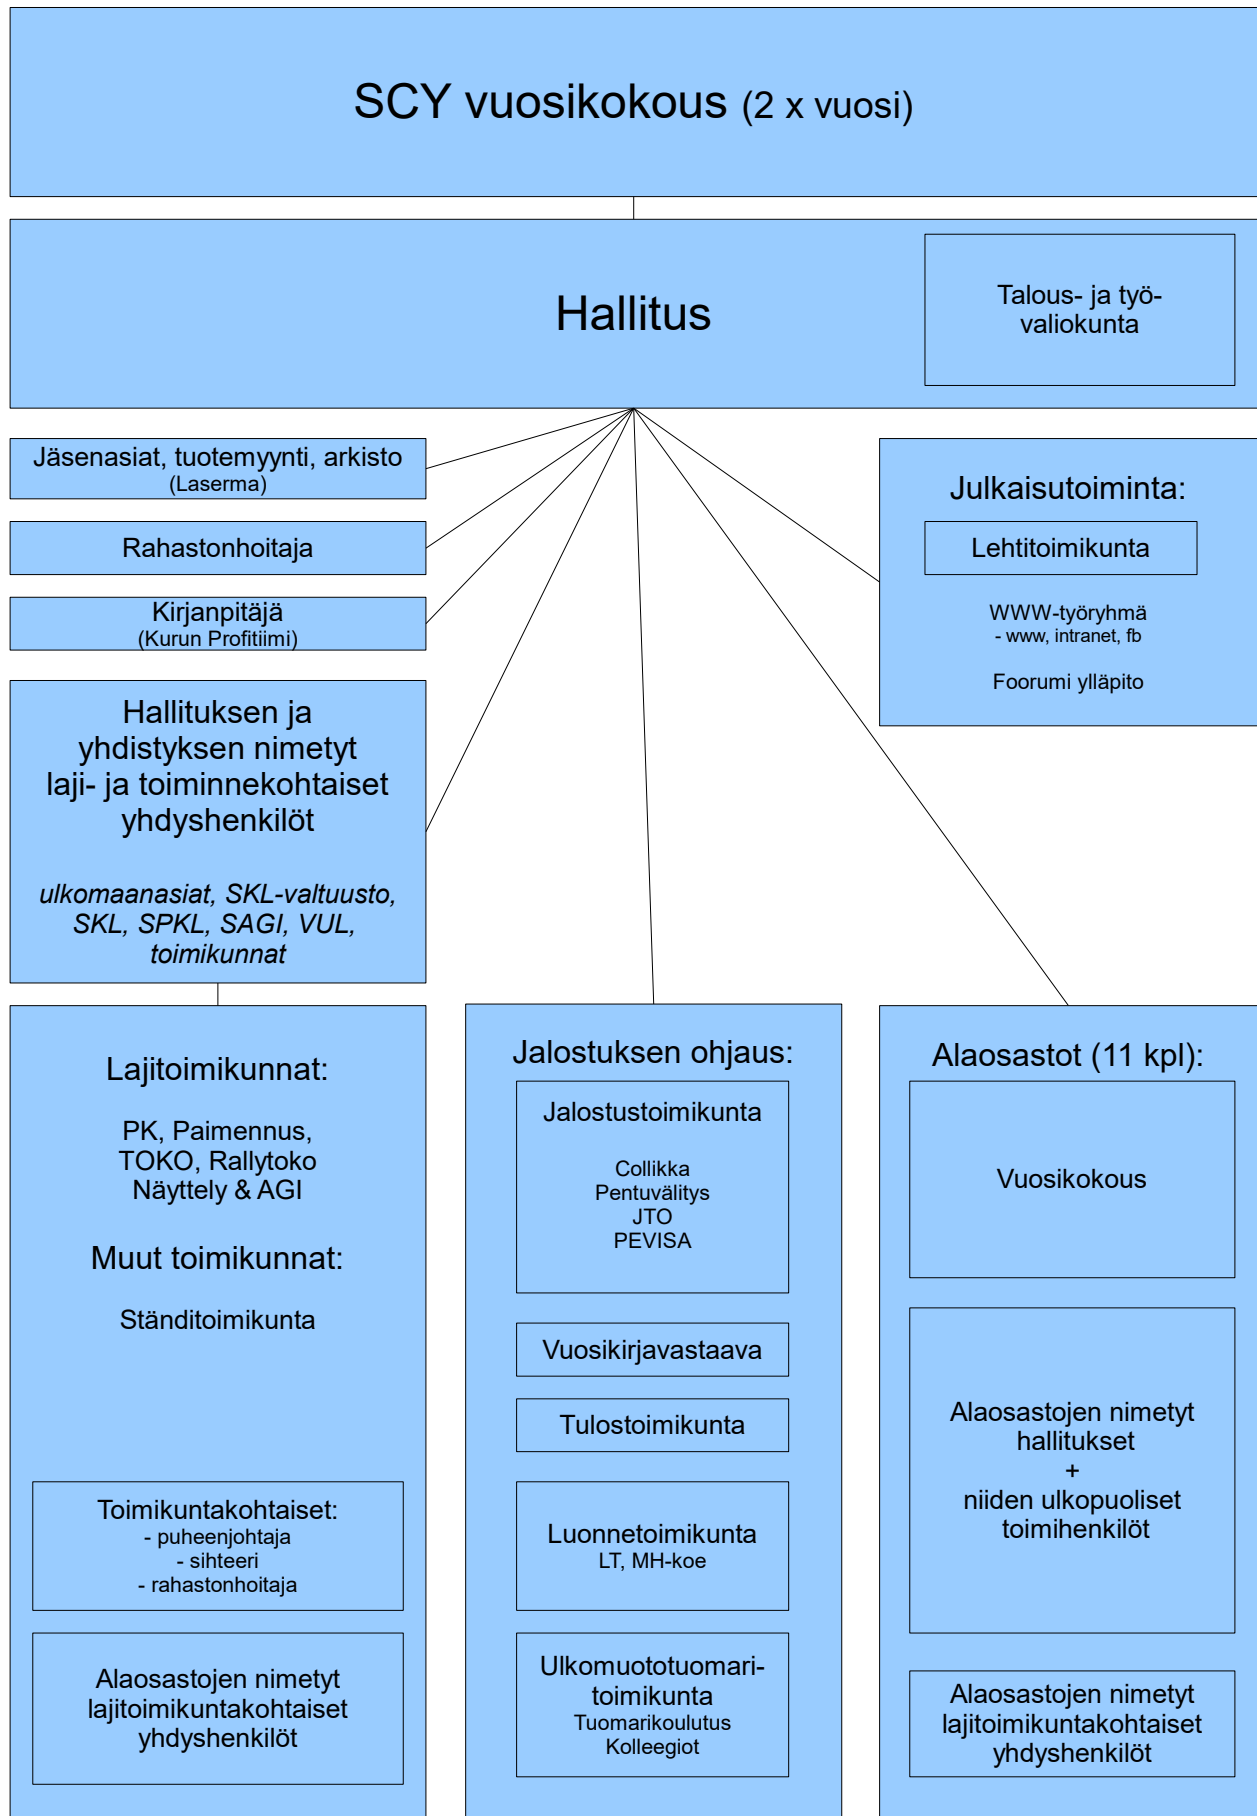 SCY vuosikokous (2 x vuosi)
Hallitus
Talous- ja työ-
valiokunta
Jäsenasiat, tuotemyynti, arkisto
(Laserma)
Rahastonhoitaja
Kirjanpitäjä
(Kurun Profitiimi)
Julkaisutoiminta:
Lehtitoimikunta
WWW-työryhmä
- www, intranet, fb
Foorumi ylläpito
Hallituksen ja
yhdistyksen nimetyt
laji- ja toiminnekohtaiset
yhdyshenkilöt
ulkomaanasiat, SKL-valtuusto,
SKL, SPKL, SAGI, VUL,
toimikunnat
Lajitoimikunnat:
PK, Paimennus,
TOKO, Rallytoko
Näyttely & AGI
Muut toimikunnat:
Ständitoimikunta
Toimikuntakohtaiset:
- puheenjohtaja
- sihteeri
- rahastonhoitaja
Alaosastojen nimetyt
lajitoimikuntakohtaiset
yhdyshenkilöt
Jalostuksen ohjaus:
Jalostustoimikunta
Collikka
Pentuvälitys
JTO
PEVISA
Vuosikirjavastaava
Tulostoimikunta
Luonnetoimikunta
LT, MH-koe
Ulkomuototuomari-
toimikunta
Tuomarikoulutus
Kolleegiot
Alaosastot (11 kpl):
Vuosikokous
Alaosastojen nimetyt
hallitukset
+
niiden ulkopuoliset
toimihenkilöt
Alaosastojen nimetyt
lajitoimikuntakohtaiset
yhdyshenkilöt